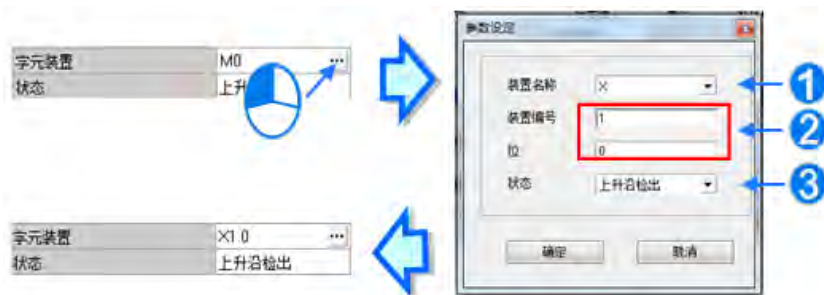 字元装置 M0 ...
状态 上升
参数设定
装置名称 X
装置编号 1
位 0
状态 上升沿检出
确定 取消
1
2
3
字元装置 X1.0 ...
状态 上升沿检出